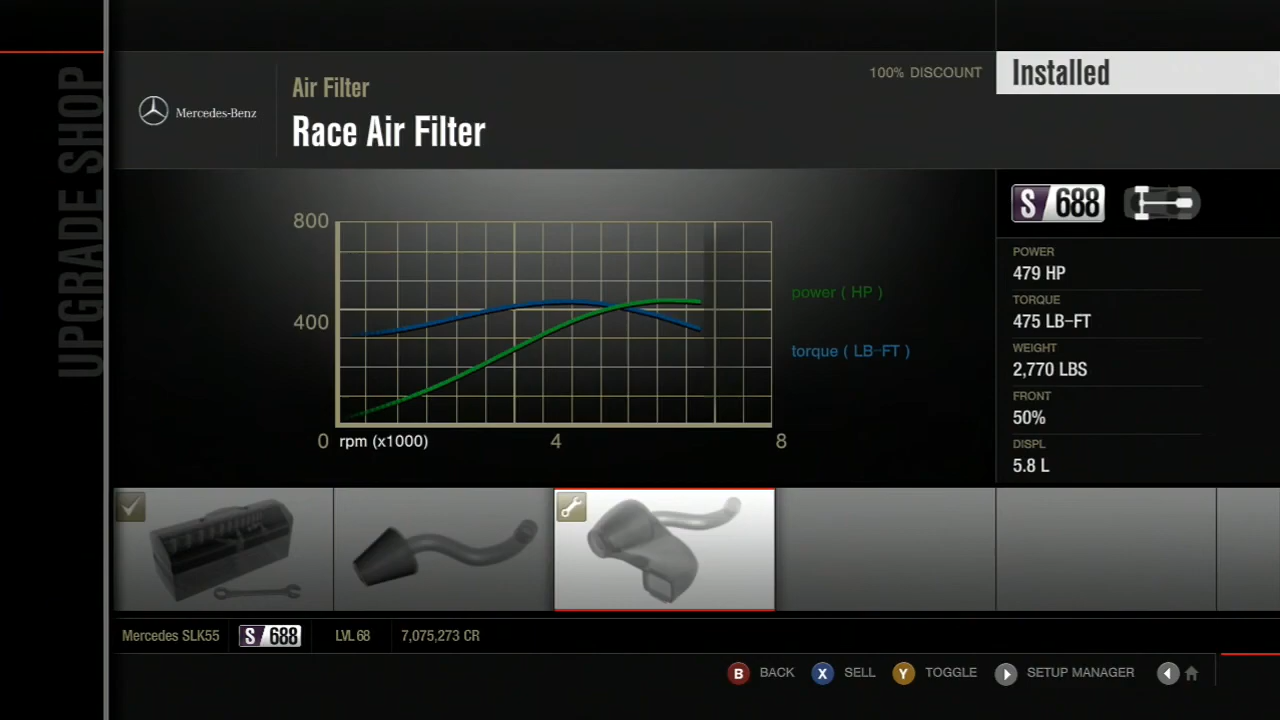 UPGRADE SHOP
Mercedes-Benz
Air Filter
Race Air Filter
100% DISCOUNT
Installed
800
400
0
rpm (x1000)
4
8
power ( HP )
torque ( LB-FT )
S 688
POWER
479 HP
TORQUE
475 LB-FT
WEIGHT
2,770 LBS
FRONT
50%
DISPL
5.8 L
Mercedes SLK55
S 688
LVL 68
7,075,273 CR
B BACK
X SELL
Y TOGGLE
SETUP MANAGER